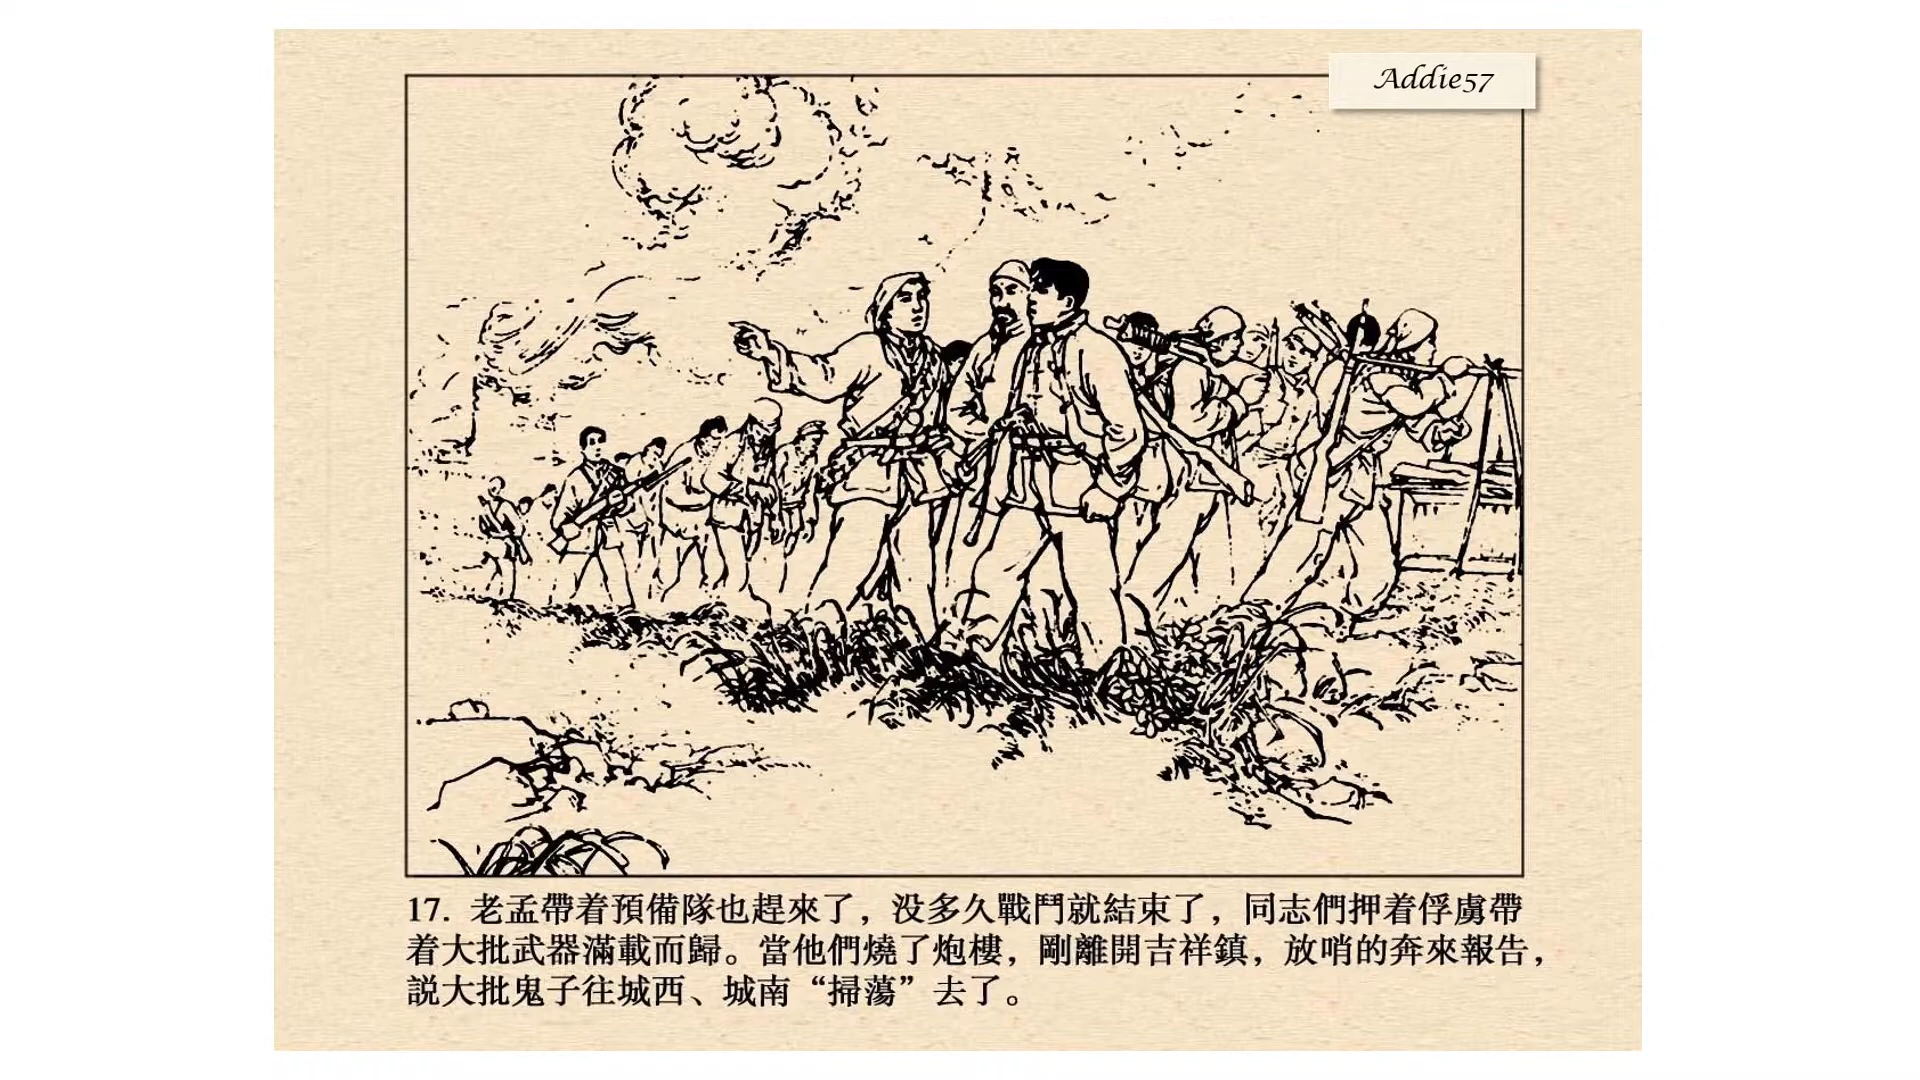 Addie57
17. 老孟帶着預備隊也趕來了，没多久戰鬥就結束了，同志們押着俘虜帶
着大批武器滿載而歸。當他們燒了炮樓，剛離開吉祥鎮，放哨的奔來報告，
説大批鬼子往城西、城南“掃蕩”去了。